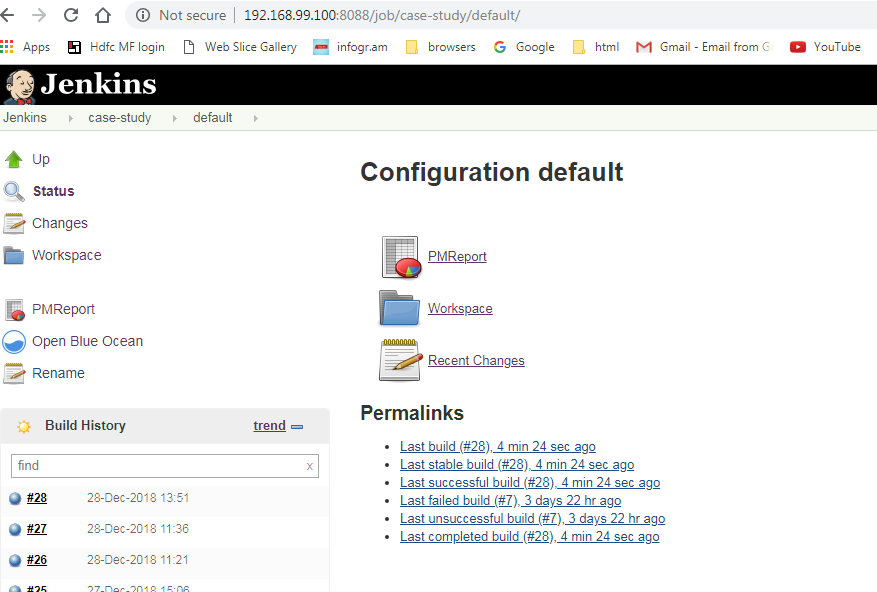 Not secure | 192.168.99.100:8088/job/case-study/default/
Apps Hdfc MF login Web Slice Gallery infogr.am browsers Google html Gmail - Email from G YouTube
Jenkins
Jenkins case-study default
Up
Status
Changes
Workspace
PMReport
Open Blue Ocean
Rename
Build History trend
find x
#28 28-Dec-2018 13:51
#27 28-Dec-2018 11:36
#26 28-Dec-2018 11:21
#25 27-Dec-2018 15:06
Configuration default
PMReport
Workspace
Recent Changes
Permalinks
Last build (#28), 4 min 24 sec ago
Last stable build (#28), 4 min 24 sec ago
Last successful build (#28), 4 min 24 sec ago
Last failed build (#7), 3 days 22 hr ago
Last unsuccessful build (#7), 3 days 22 hr ago
Last completed build (#28), 4 min 24 sec ago